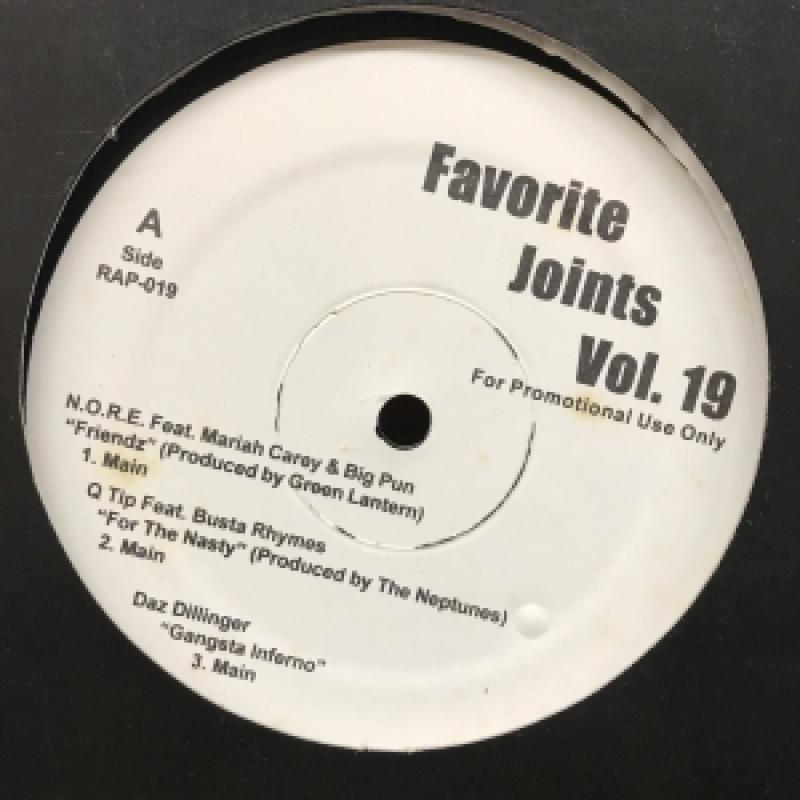 Favorite
Joints
Vol. 19
For Promotional Use Only
A
Side
RAP-019
N.O.R.E. Feat. Mariah Carey & Big Pun
"Friendz" (Produced by Green Lantern)
1. Main
Q Tip Feat. Busta Rhymes
"For The Nasty" (Produced by The Neptunes)
2. Main
Daz Dillinger
"Gangsta Inferno"
3. Main